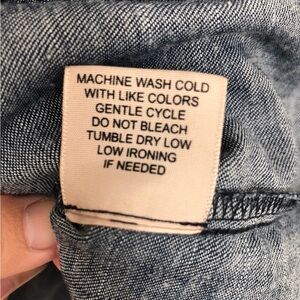 MACHINE WASH COLD
WITH LIKE COLORS
GENTLE CYCLE
DO NOT BLEACH
TUMBLE DRY LOW
LOW IRONING
IF NEEDED